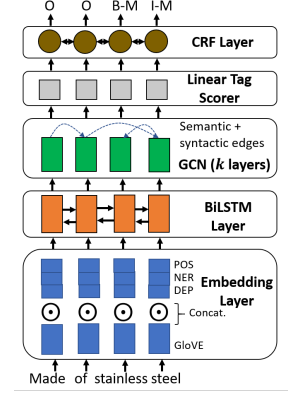 O O B-M I-M
CRF Layer
Linear Tag
Scorer
Semantic +
syntactic edges
GCN (k layers)
BiLSTM
Layer
POS
NER
DEP
Embedding
Layer
Concat.
GloVE
Made of stainless steel